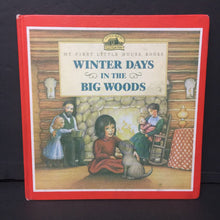 MY FIRST LITTLE HOUSE BOOKS
WINTER DAYS
IN THE
BIG WOODS